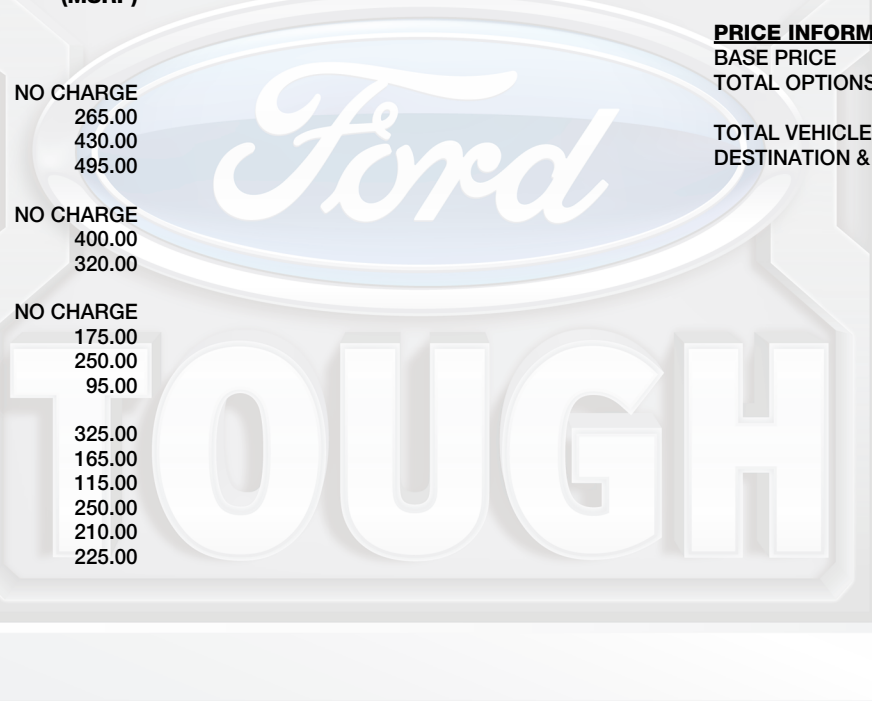 (MSRP)
NO CHARGE
265.00
430.00
495.00
NO CHARGE
400.00
320.00
NO CHARGE
175.00
250.00
95.00
325.00
165.00
115.00
250.00
210.00
225.00
PRICE INFORM
BASE PRICE
TOTAL OPTIONS
TOTAL VEHICLE
DESTINATION &
Ford
TOUGH